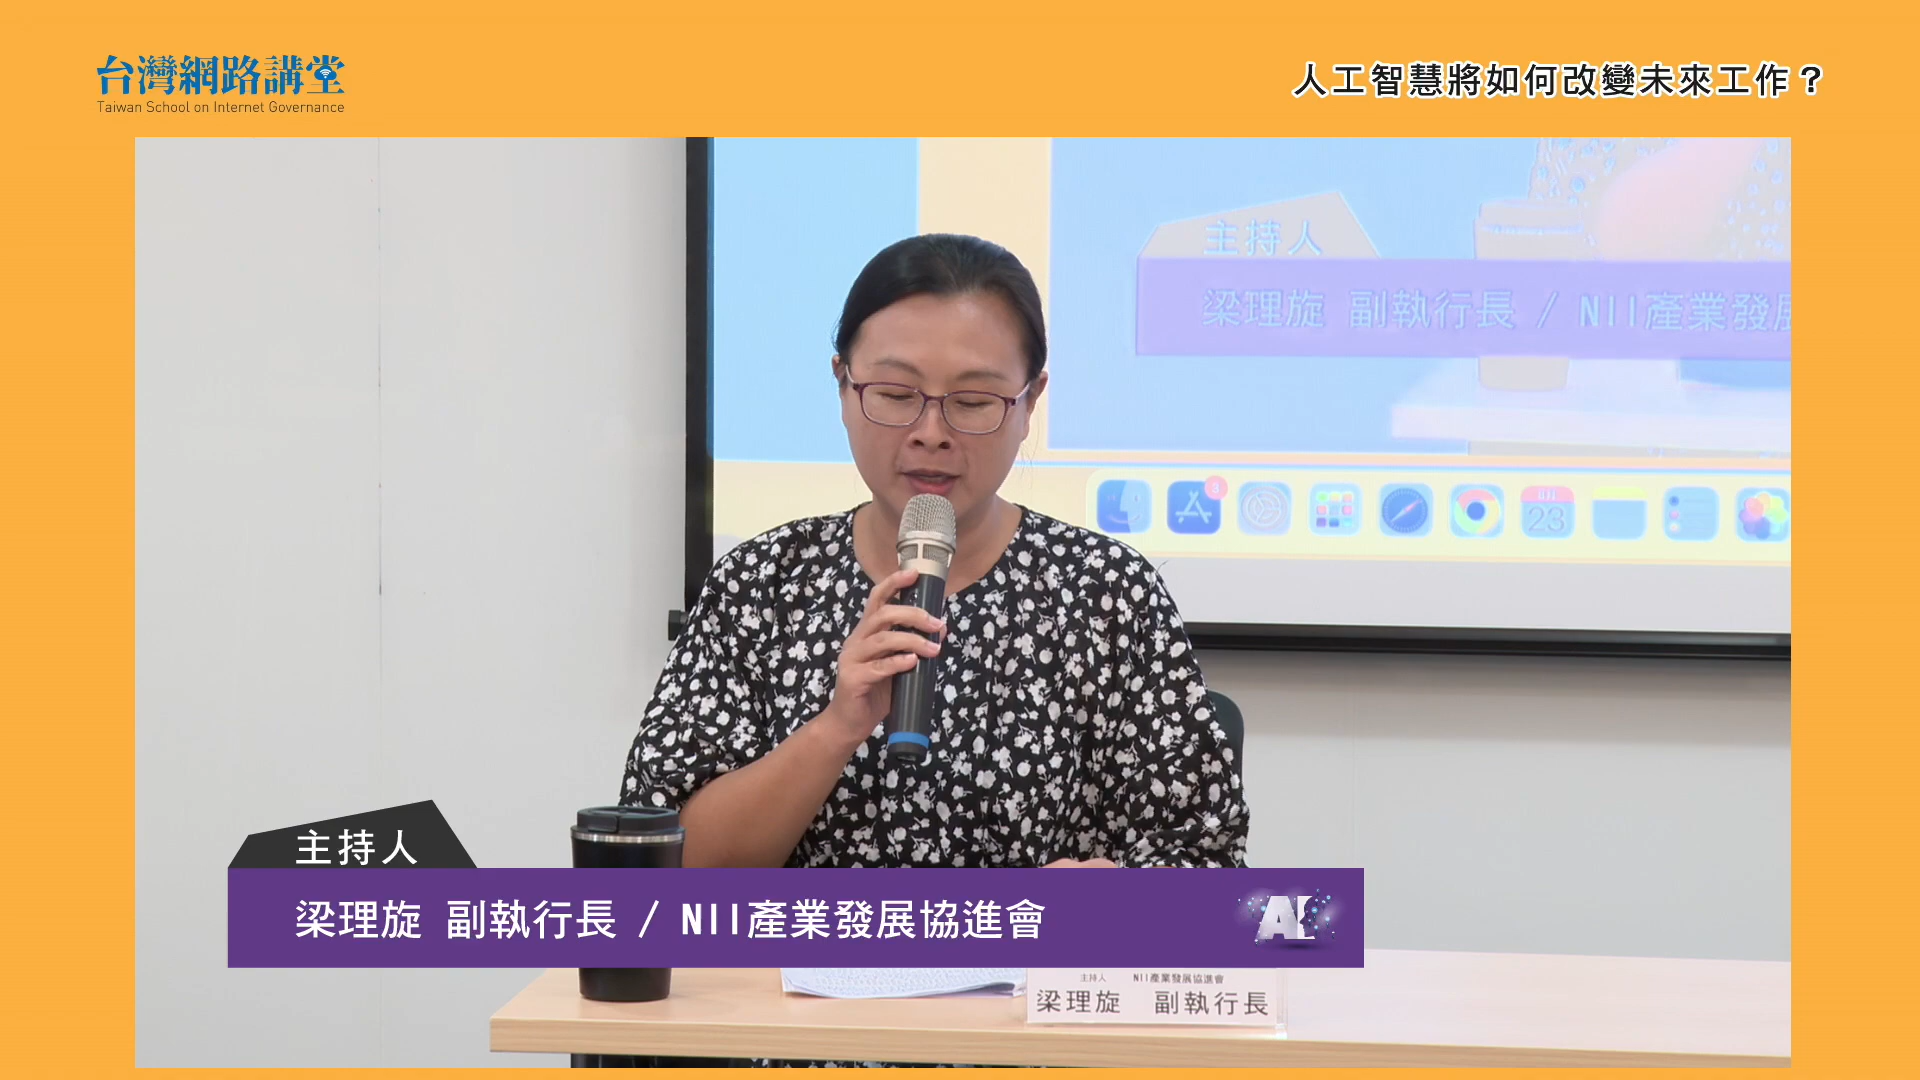 台灣網路講堂
Taiwan School on Internet Governance
人工智慧將如何改變未來工作？
主持人
梁理旋 副執行長 / NII產業發展
3
23
主持人
梁理旋 副執行長 / NII產業發展協進會
AI
主持人 NII產業發展協進會
梁理旋 副執行長